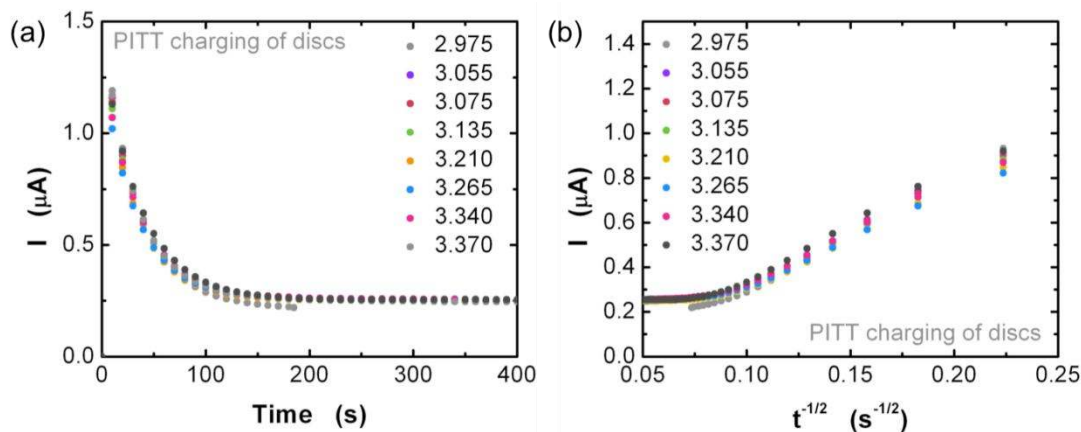 (a)
PITT charging of discs
2.975
3.055
3.075
3.135
3.210
3.265
3.340
3.370
1.5
1.0
0.5
0.0
I (μA)
0 100 200 300 400
Time (s)
(b)
2.975
3.055
3.075
3.135
3.210
3.265
3.340
3.370
PITT charging of discs
1.4
1.2
1.0
0.8
0.6
0.4
0.2
0.0
I (μA)
0.05 0.10 0.15 0.20 0.25
t⁻¹/² (s⁻¹/²)